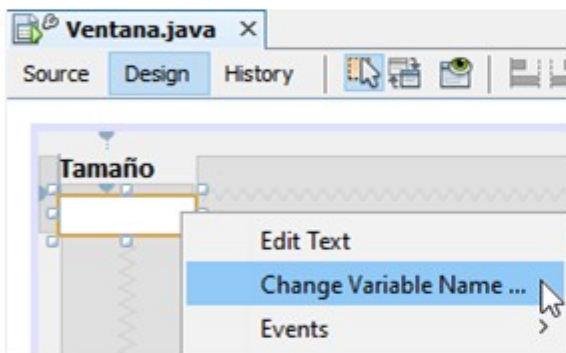 Ventana.java ×
Source Design History
Tamaño
Edit Text
Change Variable Name ...
Events >